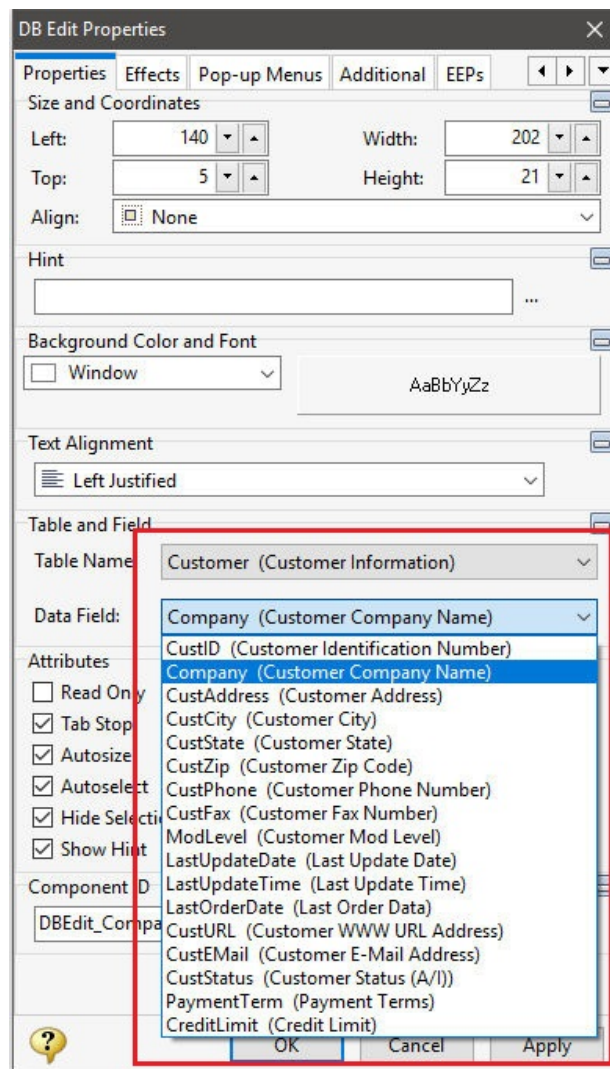 DB Edit Properties
Properties Effects Pop-up Menus Additional EEPs
Size and Coordinates
Left: 140 Width: 202
Top: 5 Height: 21
Align: None
Hint
...
Background Color and Font
Window AaBbYyZz
Text Alignment
Left Justified
Table and Field
Table Name Customer (Customer Information)
Data Field: Company (Customer Company Name)
CustID (Customer Identification Number)
Attributes
Company (Customer Company Name)
Read Only CustAddress (Customer Address)
Tab Stop CustCity (Customer City)
CustState (Customer State)
Autosize CustZip (Customer Zip Code)
Autoselect CustPhone (Customer Phone Number)
Hide Selecti CustFax (Customer Fax Number)
ModLevel (Customer Mod Level)
Show Hint LastUpdateDate (Last Update Date)
LastUpdateTime (Last Update Time)
Component ID LastOrderDate (Last Order Data)
DBEdit_Compa CustURL (Customer WWW URL Address)
CustEMail (Customer E-Mail Address)
CustStatus (Customer Status (A/I))
PaymentTerm (Payment Terms)
CreditLimit (Credit Limit)
? OK Cancel Apply